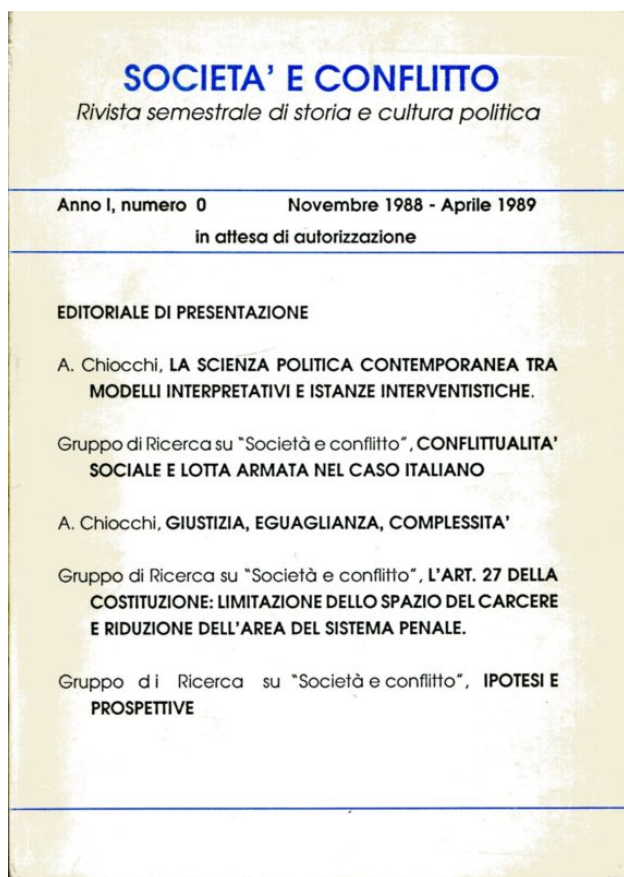 SOCIETA' E CONFLITTO
Rivista semestrale di storia e cultura politica
Anno I, numero 0 Novembre 1988 - Aprile 1989
in attesa di autorizzazione
EDITORIALE DI PRESENTAZIONE
A. Chiocchi, LA SCIENZA POLITICA CONTEMPORANEA TRA
MODELLI INTERPRETATIVI E ISTANZE INTERVENTISTICHE.
Gruppo di Ricerca su "Società e conflitto", CONFLITTUALITA'
SOCIALE E LOTTA ARMATA NEL CASO ITALIANO
A. Chiocchi, GIUSTIZIA, EGUAGLIANZA, COMPLESSITA'
Gruppo di Ricerca su "Società e conflitto", L'ART. 27 DELLA
COSTITUZIONE: LIMITAZIONE DELLO SPAZIO DEL CARCERE
E RIDUZIONE DELL'AREA DEL SISTEMA PENALE.
Gruppo di Ricerca su "Società e conflitto", IPOTESI E
PROSPETTIVE